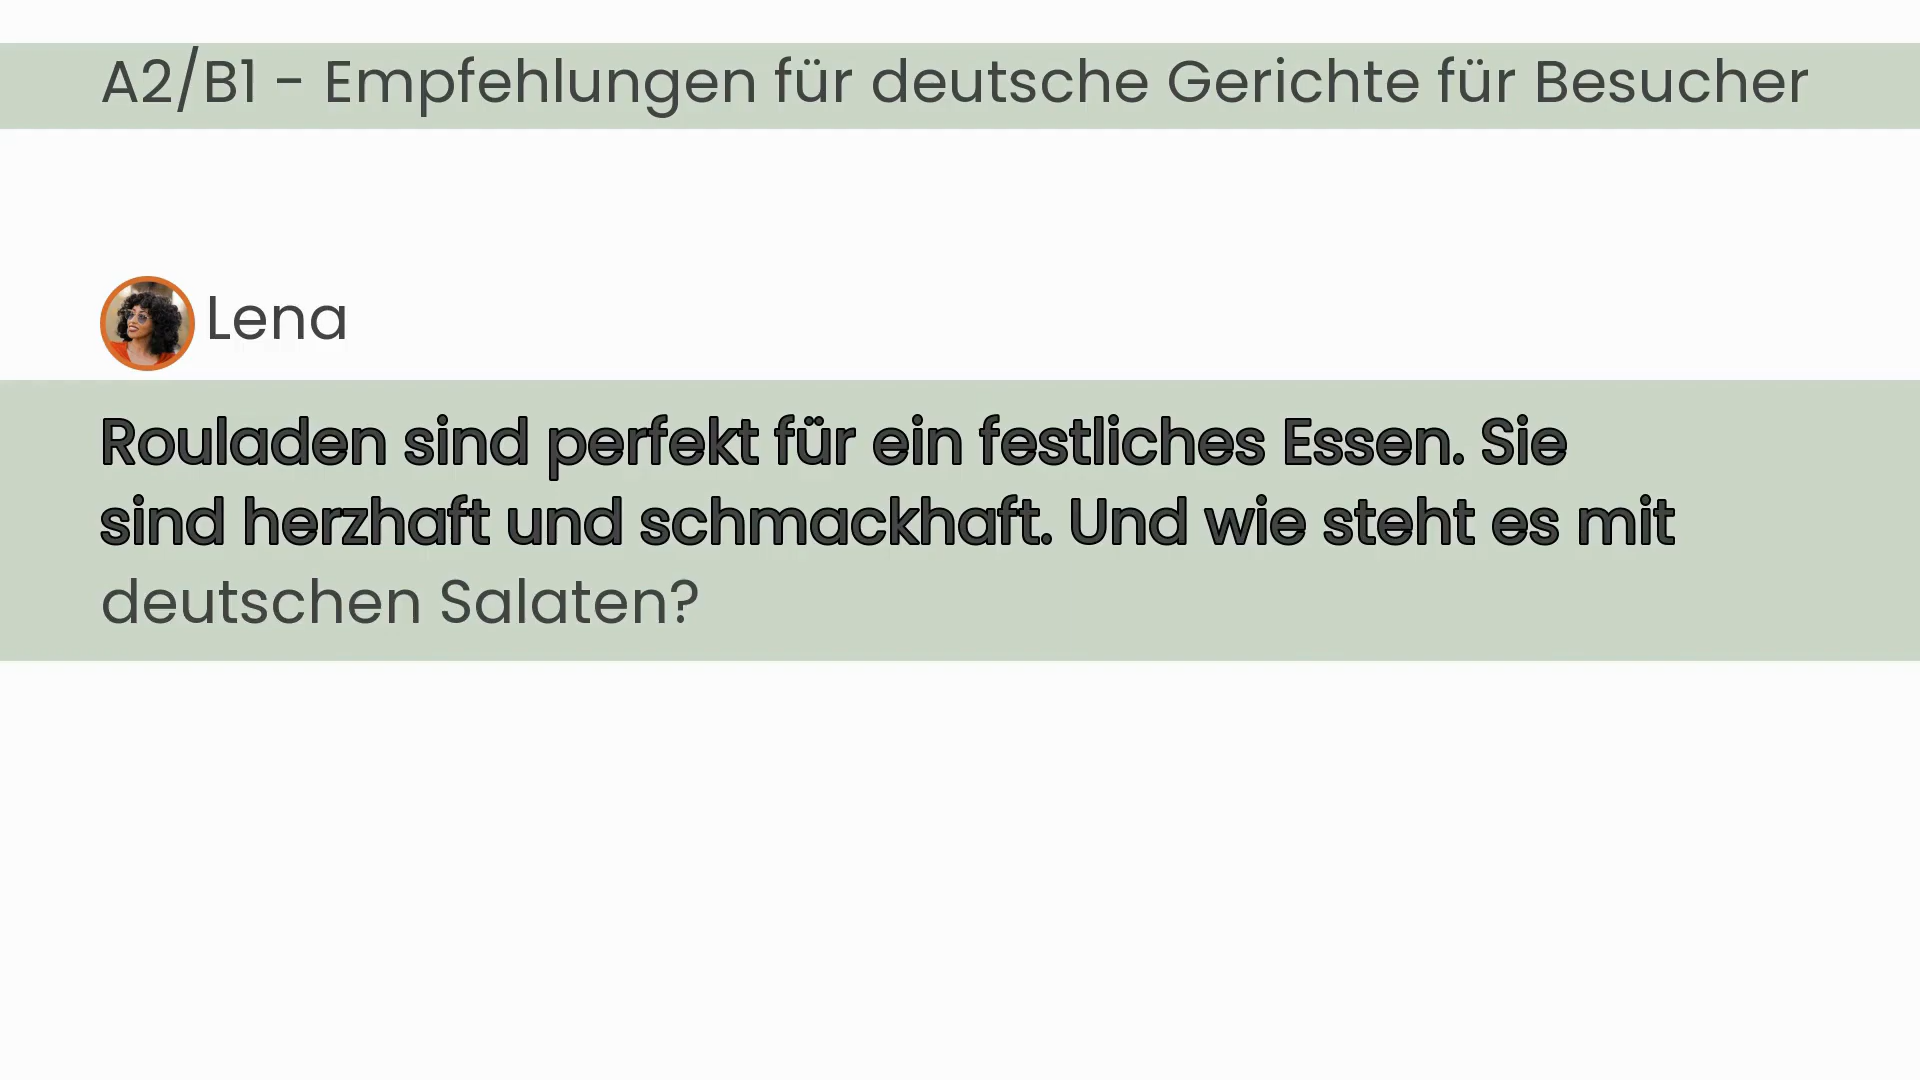 A2/B1 - Empfehlungen für deutsche Gerichte für Besucher
Lena
Rouladen sind perfekt für ein festliches Essen. Sie
sind herzhaft und schmackhaft. Und wie steht es mit
deutschen Salaten?